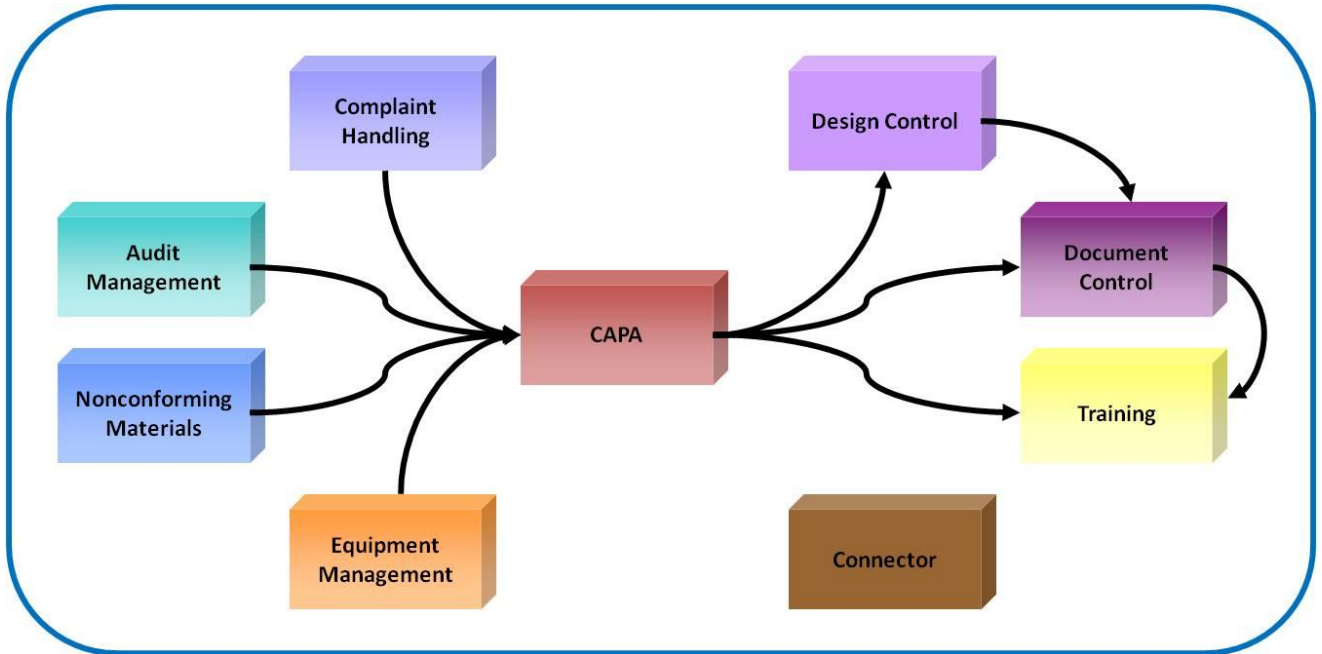 Complaint
Handling
Design Control
Audit
Management
Document
Control
CAPA
Nonconforming
Materials
Training
Equipment
Management
Connector